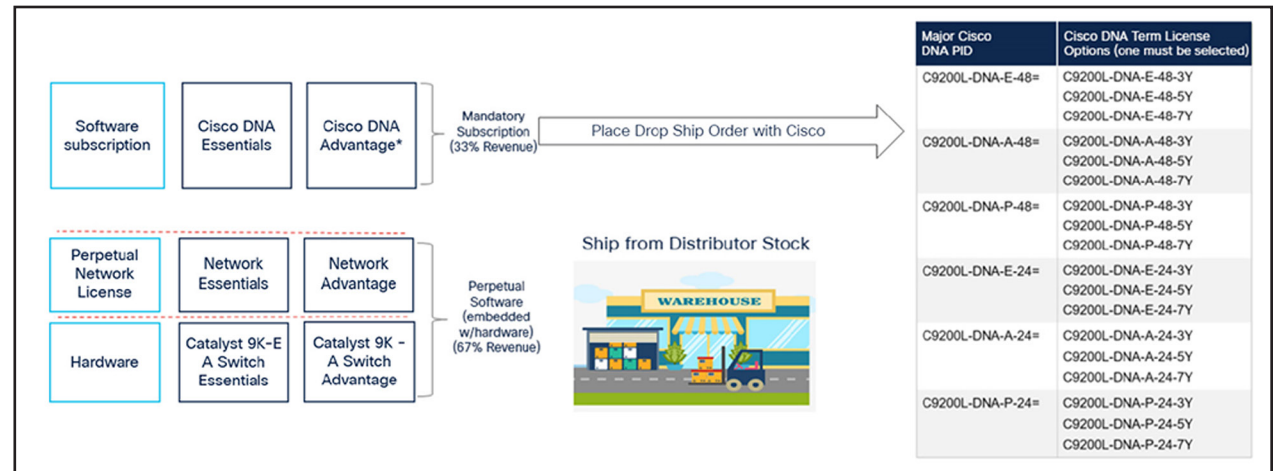 Software
subscription
Cisco DNA
Essentials
Cisco DNA
Advantage*
Mandatory
Subscription
(33% Revenue)
Place Drop Ship Order with Cisco
Perpetual
Network
License
Network
Essentials
Network
Advantage
Hardware
Catalyst 9K-E
A Switch
Essentials
Catalyst 9K -
A Switch
Advantage
Perpetual
Software
(embedded
w/hardware)
(67% Revenue)
Ship from Distributor Stock
WAREHOUSE
Major Cisco
DNA PID
Cisco DNA Term License
Options (one must be selected)
C9200L-DNA-E-48=
C9200L-DNA-E-48-3Y
C9200L-DNA-E-48-5Y
C9200L-DNA-E-48-7Y
C9200L-DNA-A-48=
C9200L-DNA-A-48-3Y
C9200L-DNA-A-48-5Y
C9200L-DNA-A-48-7Y
C9200L-DNA-P-48=
C9200L-DNA-P-48-3Y
C9200L-DNA-P-48-5Y
C9200L-DNA-P-48-7Y
C9200L-DNA-E-24=
C9200L-DNA-E-24-3Y
C9200L-DNA-E-24-5Y
C9200L-DNA-E-24-7Y
C9200L-DNA-A-24=
C9200L-DNA-A-24-3Y
C9200L-DNA-A-24-5Y
C9200L-DNA-A-24-7Y
C9200L-DNA-P-24=
C9200L-DNA-P-24-3Y
C9200L-DNA-P-24-5Y
C9200L-DNA-P-24-7Y